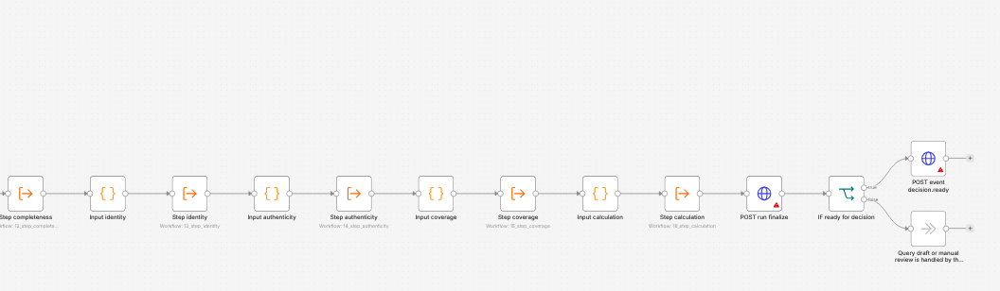 true
false
POST event
decision.ready
Step completeness
Input identity
Step identity
Input authenticity
Step authenticity
Input coverage
Step coverage
Input calculation
Step calculation
POST run finalize
IF ready for decision
kflow: 12_step_complete...
Workflow: 13_step_identity
Workflow: 14_step_authenticity
Workflow: 15_step_coverage
Workflow: 16_step_calculation
Query draft or manual
review is handled by th...